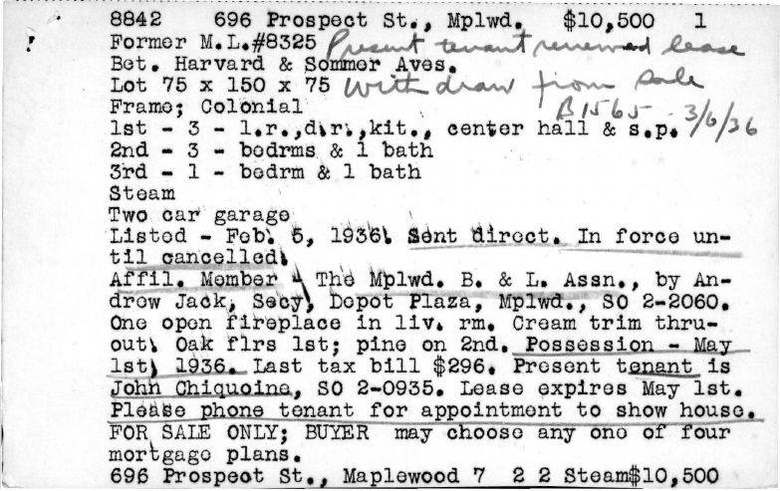 8842 696 Prospect St., Mplwd. $10,500 1
Former M.L.#8325 Present tenant renewed lease
Bet. Harvard & Sommer Aves.
Lot 75 x 150 x 75 Withdraw from sale
Frame; Colonial B1565 3/6/36
1st - 3 - l.r.,d.r.,kit., center hall & s.p.
2nd - 3 - bedrms & 1 bath
3rd - 1 - bedrm & 1 bath
Steam
Two car garage
Listed - Feb. 5, 1936. Sent direct. In force un-
til cancelled.
Affil. Member - The Mplwd. B. & L. Assn., by An-
drew Jack, Secy, Depot Plaza, Mplwd., SO 2-2060.
One open fireplace in liv. rm. Cream trim thru-
out. Oak flrs 1st; pine on 2nd. Possession - May
1st, 1936. Last tax bill $296. Present tenant is
John Chiquoine, SO 2-0935. Lease expires May 1st.
Please phone tenant for appointment to show house.
FOR SALE ONLY; BUYER may choose any one of four
mortgage plans.
696 Prospect St., Maplewood 7 2 2 Steam$10,500